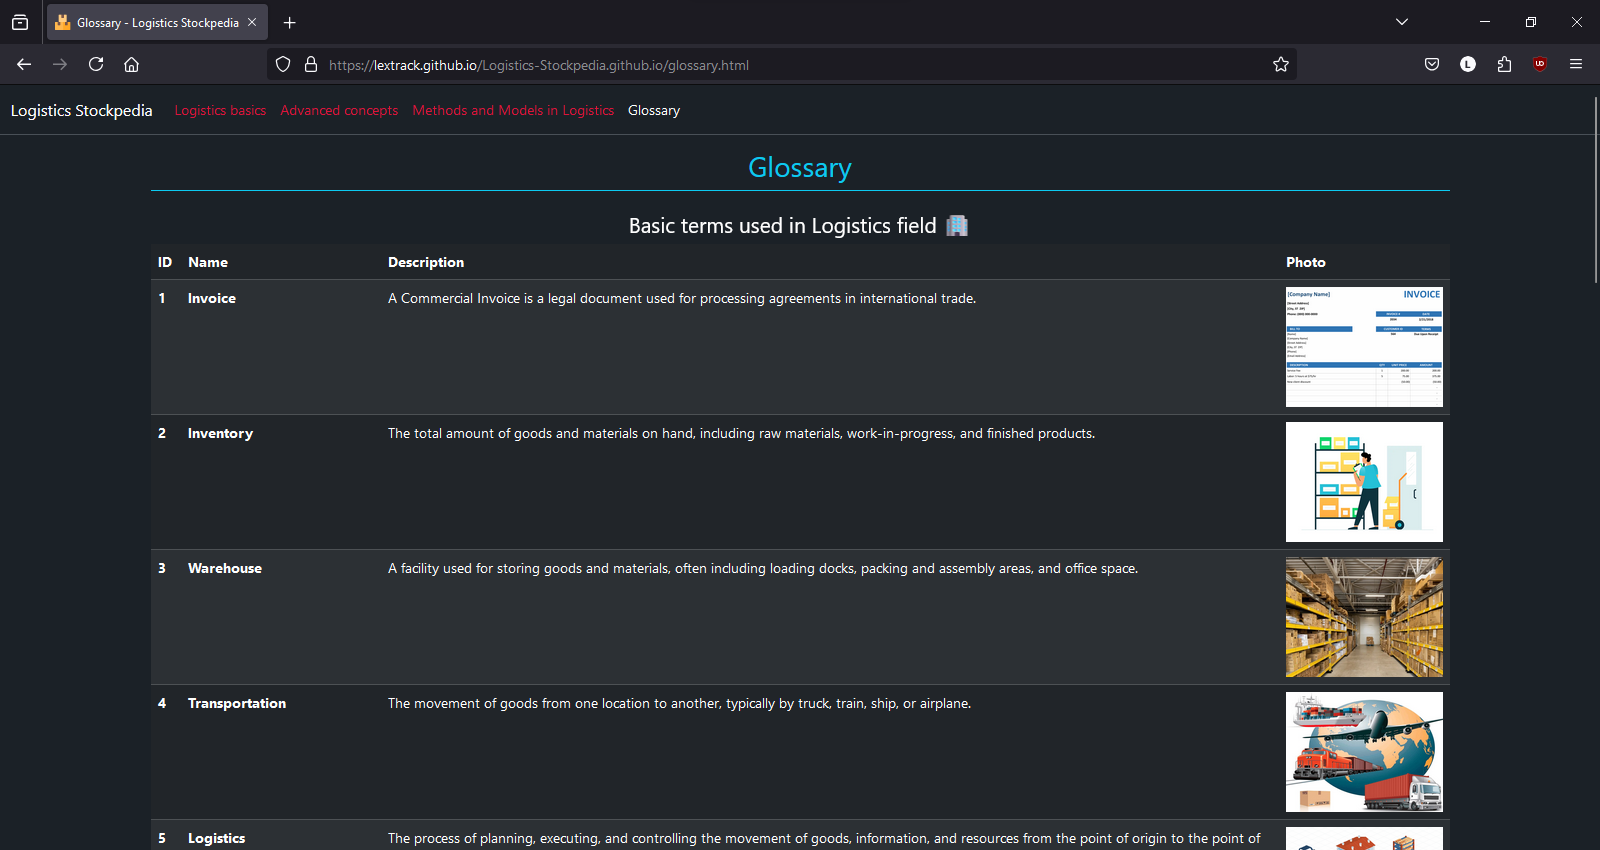 Glossary - Logistics Stockpedia
https://lextrack.github.io/Logistics-Stockpedia.github.io/glossary.html
L
Logistics Stockpedia Logistics basics Advanced concepts Methods and Models in Logistics Glossary
Glossary
Basic terms used in Logistics field
ID Name Description Photo
1 Invoice A Commercial Invoice is a legal document used for processing agreements in international trade.
[Company Name] INVOICE
2 Inventory The total amount of goods and materials on hand, including raw materials, work-in-progress, and finished products.
3 Warehouse A facility used for storing goods and materials, often including loading docks, packing and assembly areas, and office space.
4 Transportation The movement of goods from one location to another, typically by truck, train, ship, or airplane.
5 Logistics The process of planning, executing, and controlling the movement of goods, information, and resources from the point of origin to the point of